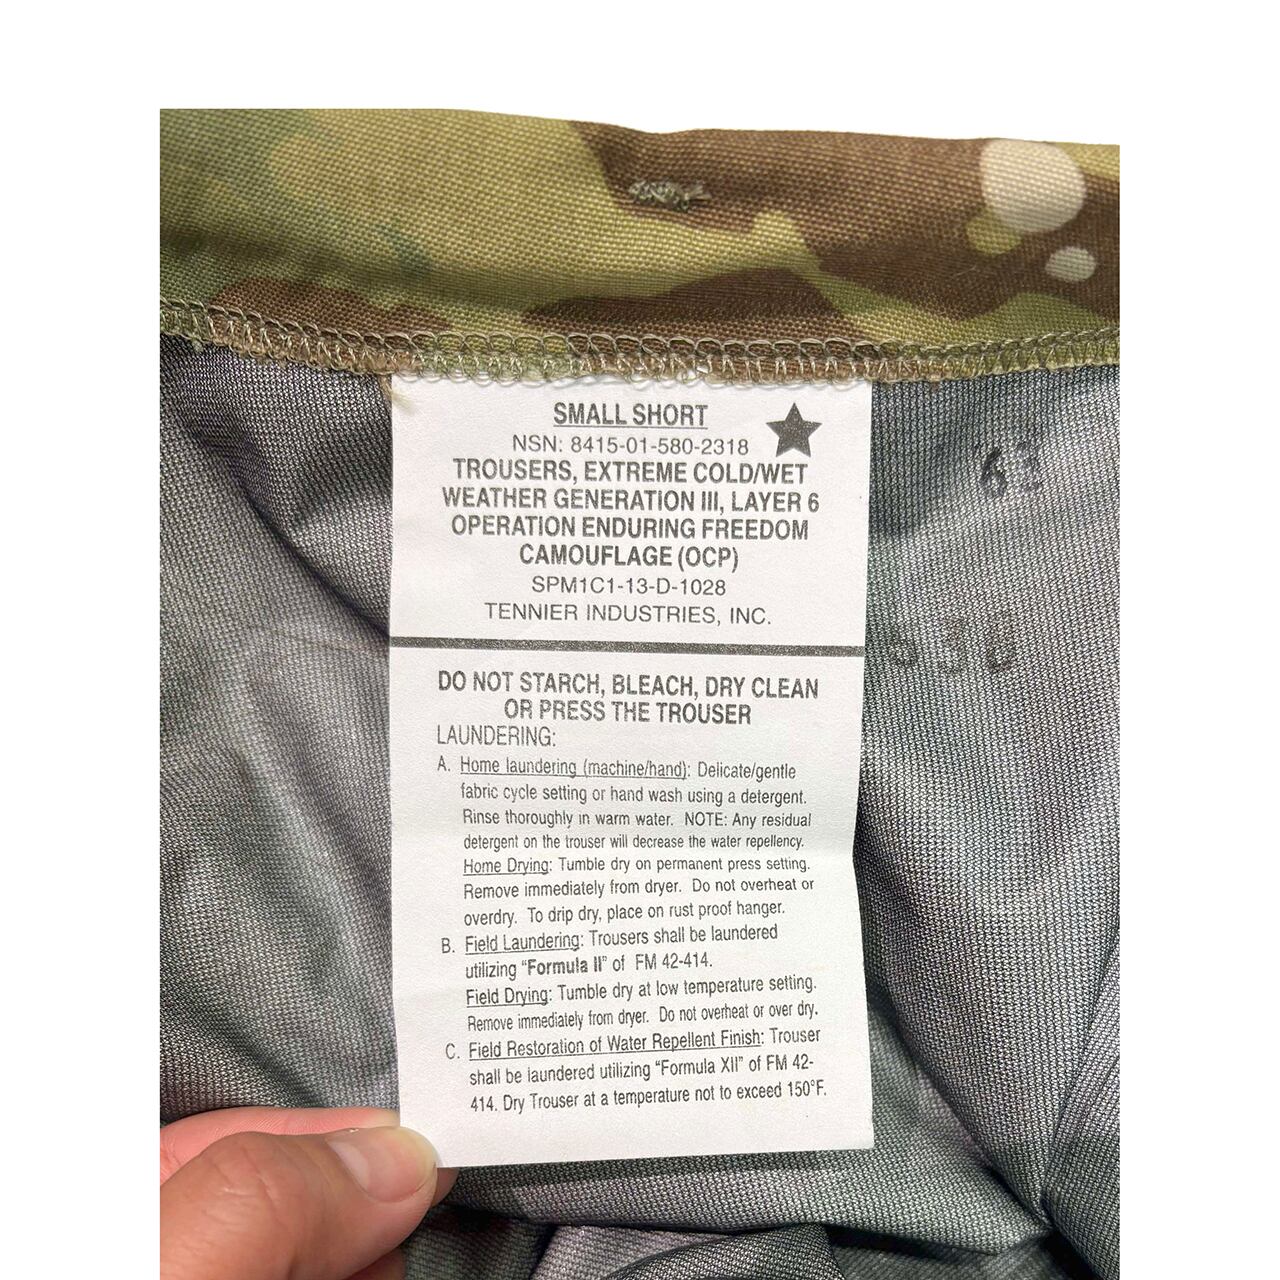 SMALL SHORT
NSN: 8415-01-580-2318
TROUSERS, EXTREME COLD/WET
WEATHER GENERATION III, LAYER 6
OPERATION ENDURING FREEDOM
CAMOUFLAGE (OCP)
SPM1C1-13-D-1028
TENNIER INDUSTRIES, INC.
DO NOT STARCH, BLEACH, DRY CLEAN
OR PRESS THE TROUSER
LAUNDERING:
A. Home laundering (machine/hand): Delicate/gentle
fabric cycle setting or hand wash using a detergent.
Rinse thoroughly in warm water. NOTE: Any residual
detergent on the trouser will decrease the water repellency.
Home Drying: Tumble dry on permanent press setting.
Remove immediately from dryer. Do not overheat or
overdry. To drip dry, place on rust proof hanger.
B. Field Laundering: Trousers shall be laundered
utilizing "Formula II" of FM 42-414.
Field Drying: Tumble dry at low temperature setting.
Remove immediately from dryer. Do not overheat or over dry.
C. Field Restoration of Water Repellent Finish: Trouser
shall be laundered utilizing "Formula XII" of FM 42-
414. Dry Trouser at a temperature not to exceed 150°F.